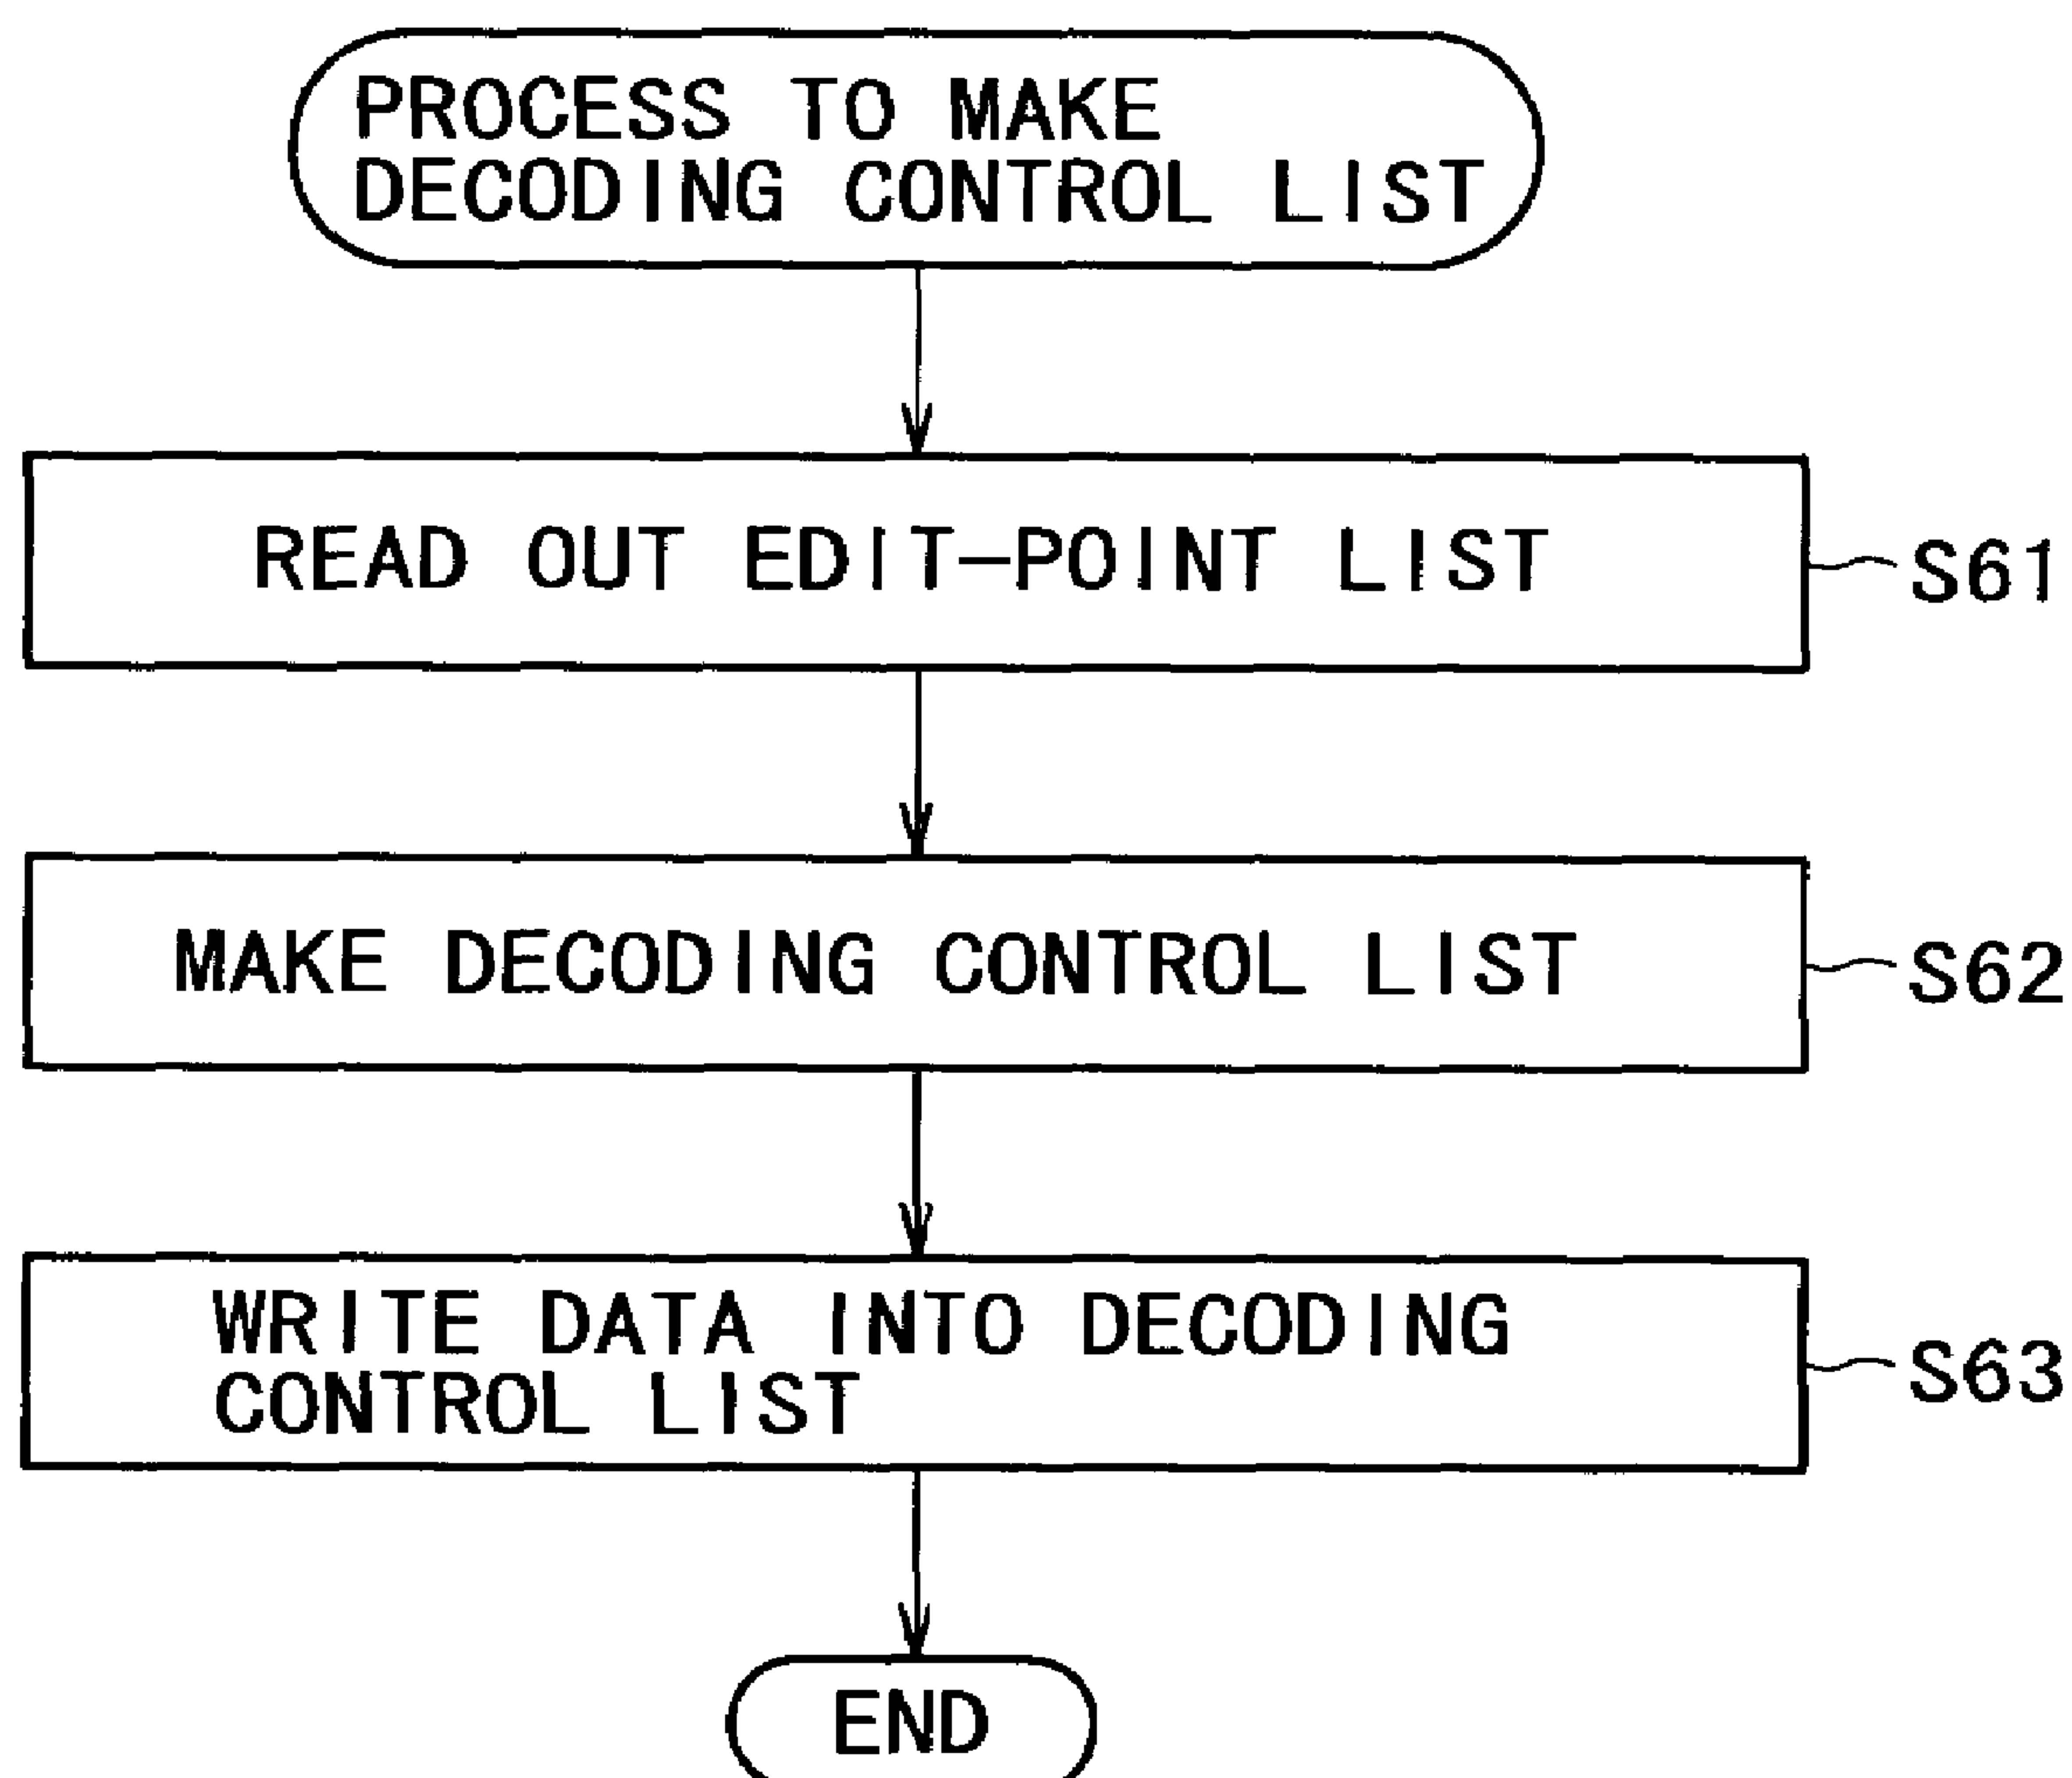 PROCESS TO MAKE
DECODING CONTROL LIST
READ OUT EDIT-POINT LIST
S61
MAKE DECODING CONTROL LIST
S62
WRITE DATA INTO DECODING
CONTROL LIST
S63
END